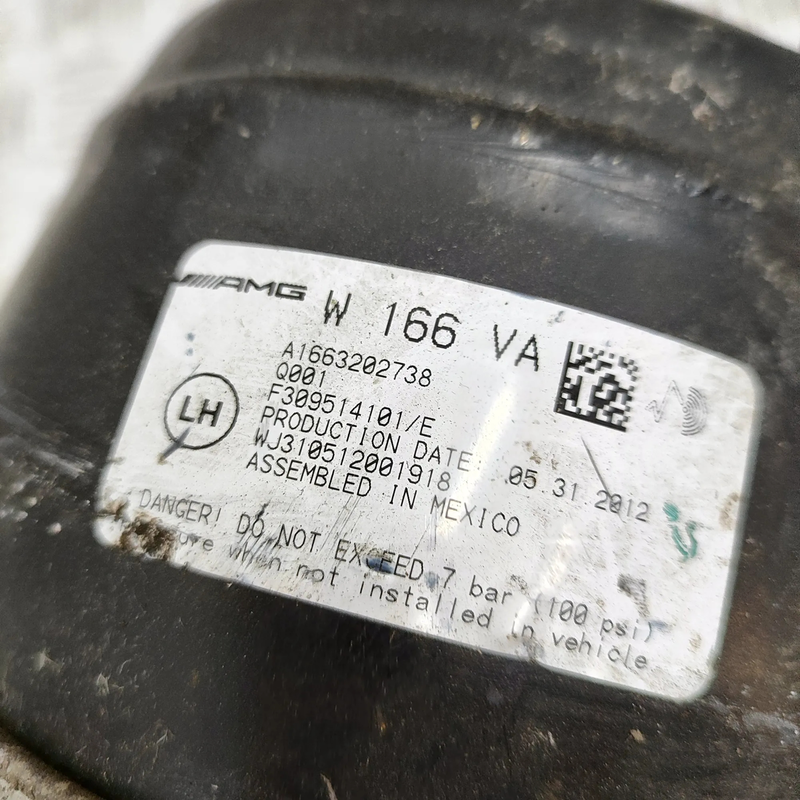 AMG W 166 VA
A1663202738
Q001
F309514101/E
PRODUCTION DATE: 05.31.2012
WJ310512001918
ASSEMBLED IN MEXICO
LH
DANGER! DO NOT EXCEED 7 bar (100 psi)
when not installed in vehicle